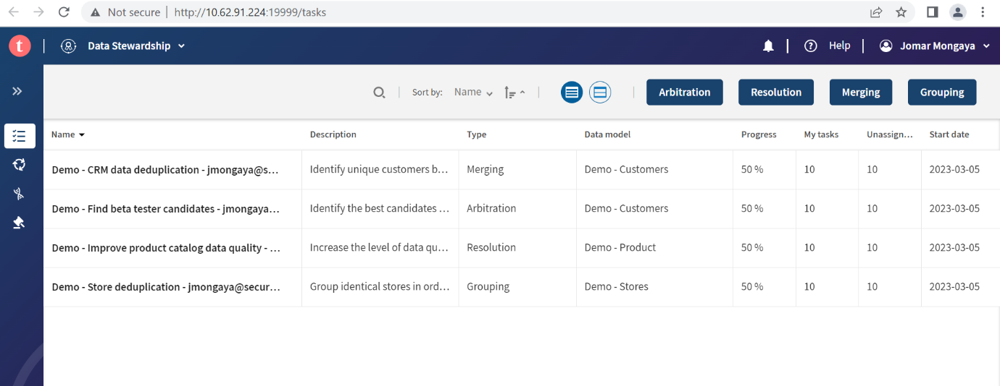 Not secure | http://10.62.91.224:19999/tasks
t | Data Stewardship | Help | Jomar Mongaya
Sort by: Name | Arbitration Resolution Merging Grouping
Name Description Type Data model Progress My tasks Unassign... Start date
Demo - CRM data deduplication - jmongaya@s... Identify unique customers b... Merging Demo - Customers 50 % 10 10 2023-03-05
Demo - Find beta tester candidates - jmongaya... Identify the best candidates ... Arbitration Demo - Customers 50 % 10 10 2023-03-05
Demo - Improve product catalog data quality - ... Increase the level of data qu... Resolution Demo - Product 50 % 10 10 2023-03-05
Demo - Store deduplication - jmongaya@secur... Group identical stores in ord... Grouping Demo - Stores 50 % 10 10 2023-03-05